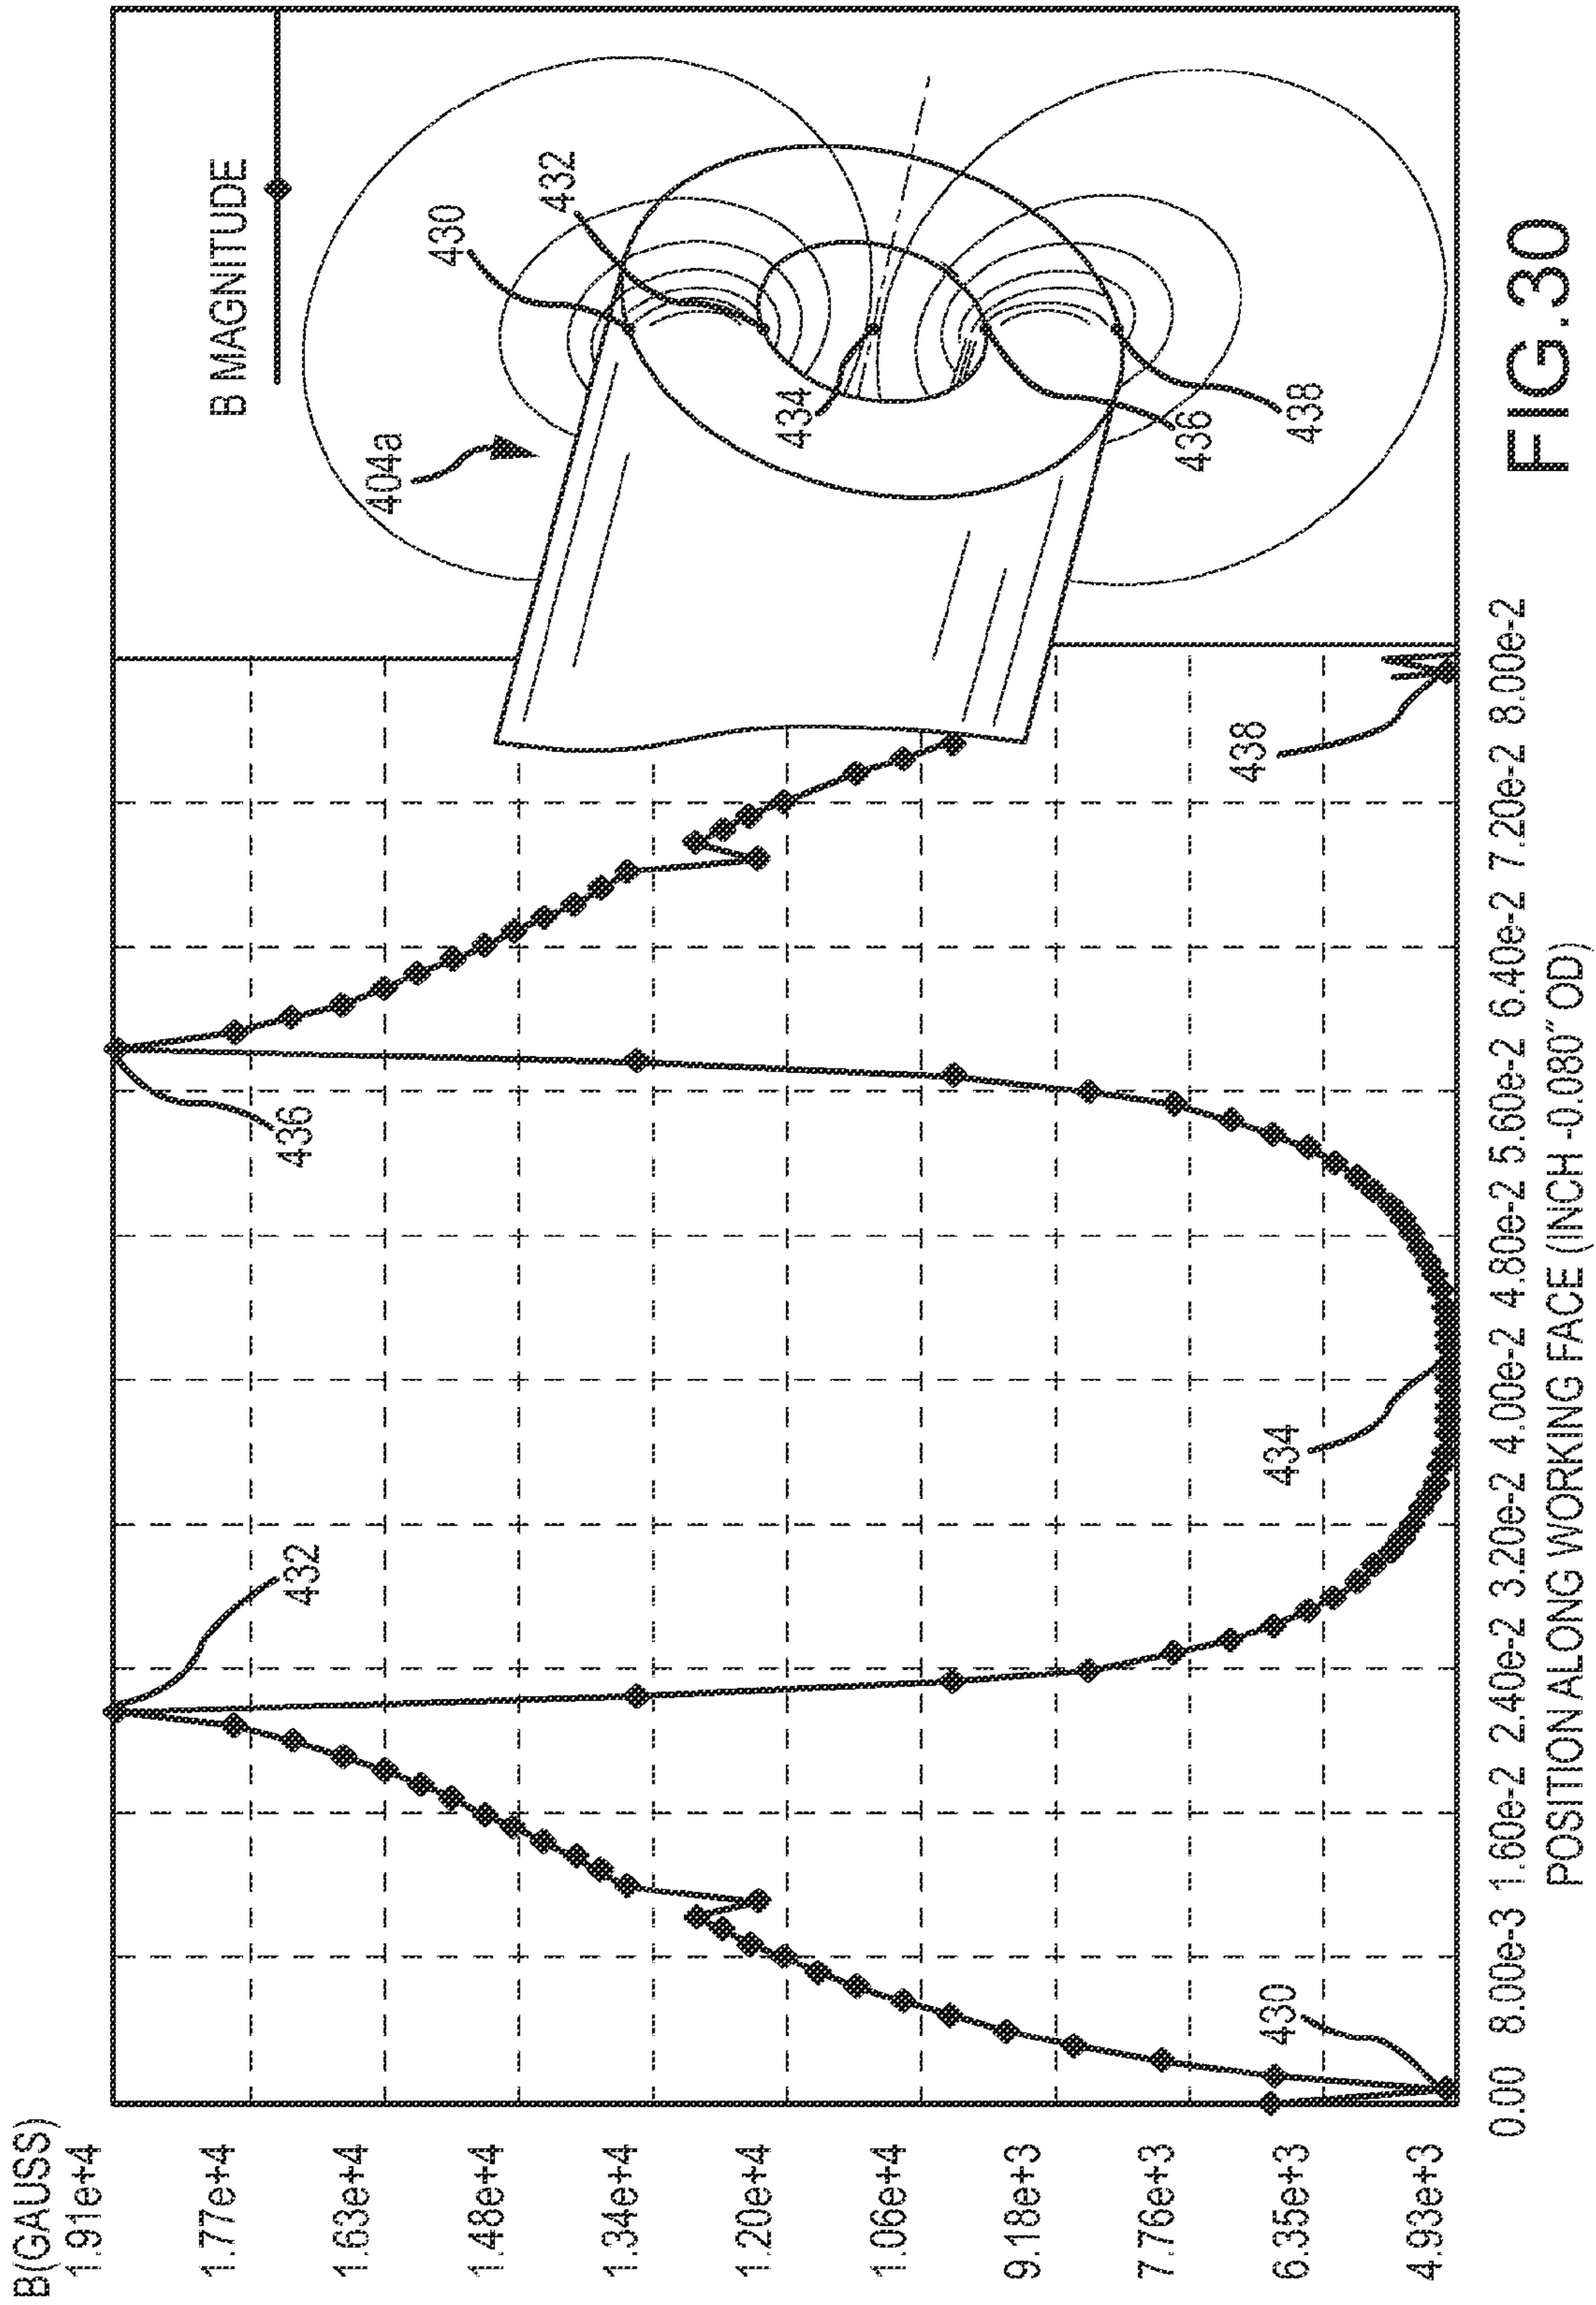 B(GAUSS)
1.91e+4
1.77e+4
1.63e+4
1.48e+4
1.34e+4
1.20e+4
1.06e+4
9.18e+3
7.76e+3
6.35e+3
4.93e+3
0.00 8.00e-3 1.60e-2 2.40e-2 3.20e-2 4.00e-2 4.80e-2 5.60e-2 6.40e-2 7.20e-2 8.00e-2
POSITION ALONG WORKING FACE (INCH -0.080" OD)
430
432
434
436
438
B MAGNITUDE
404a
430
432
434
436
438
FIG.30